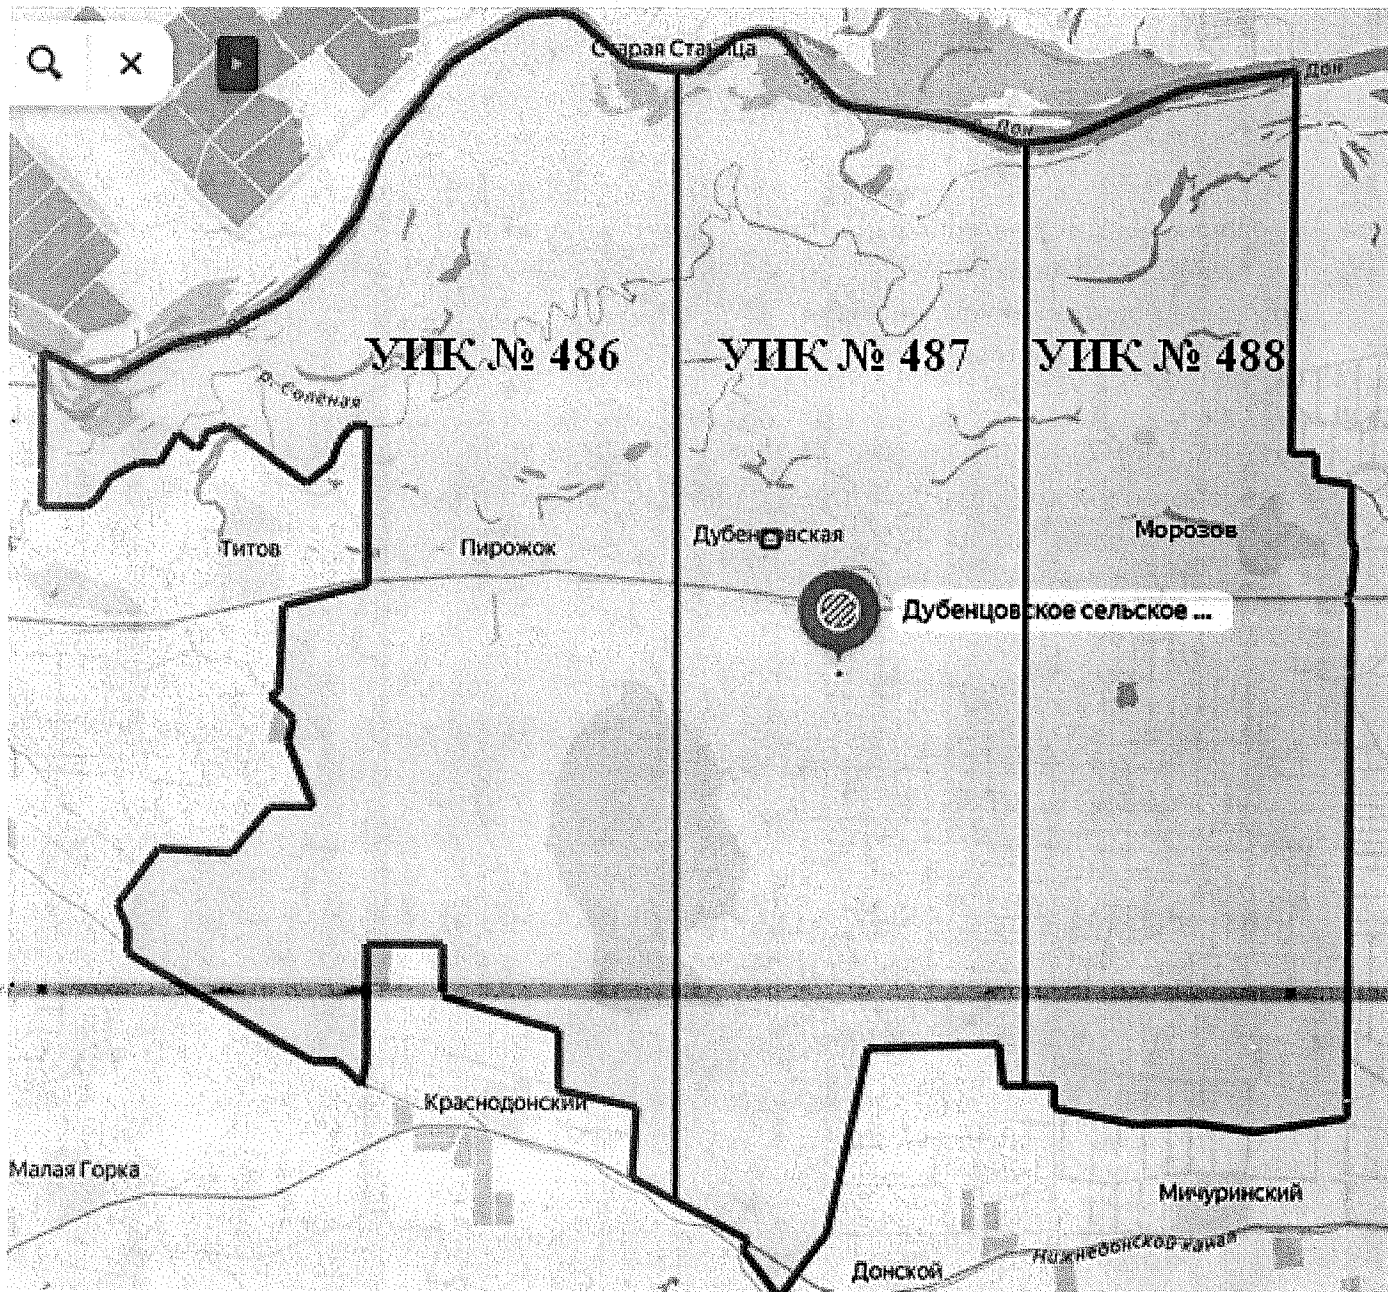 Старая Станица
Дон
Дон
УИК № 486
УИК № 487
УИК № 488
р. Солёная
Титов
Пирожок
Дубенцовская
Морозов
Дубенцовское сельское ...
Краснодонский
Малая Горка
Мичуринский
Нижнедонской канал
Донской